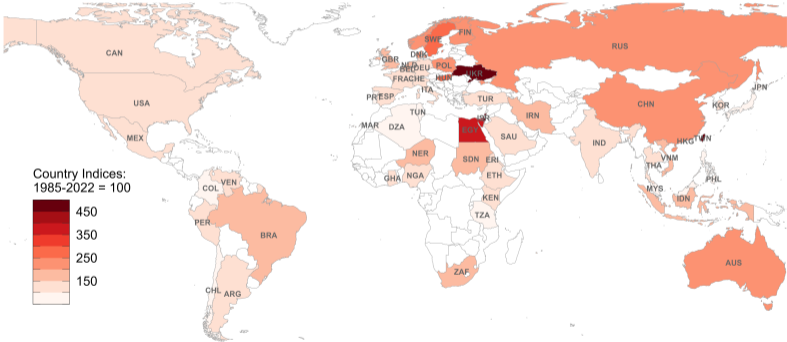 Country Indices:
1985-2022 = 100
450
350
250
150
CAN
USA
MEX
COL
VEN
PER
BRA
CHL
ARG
SWE
FIN
RUS
DNK
GBR
POL
DEU
UKR
FRA
CHE
HUN
PRT
ESP
ITA
TUR
TUN
MAR
DZA
ISR
EGY
SAU
IRN
NER
SDN
ERI
GHA
NGA
ETH
KEN
TZA
ZAF
CHN
KOR
JPN
IND
HKG
TWN
VNM
THA
PHL
MYS
IDN
AUS